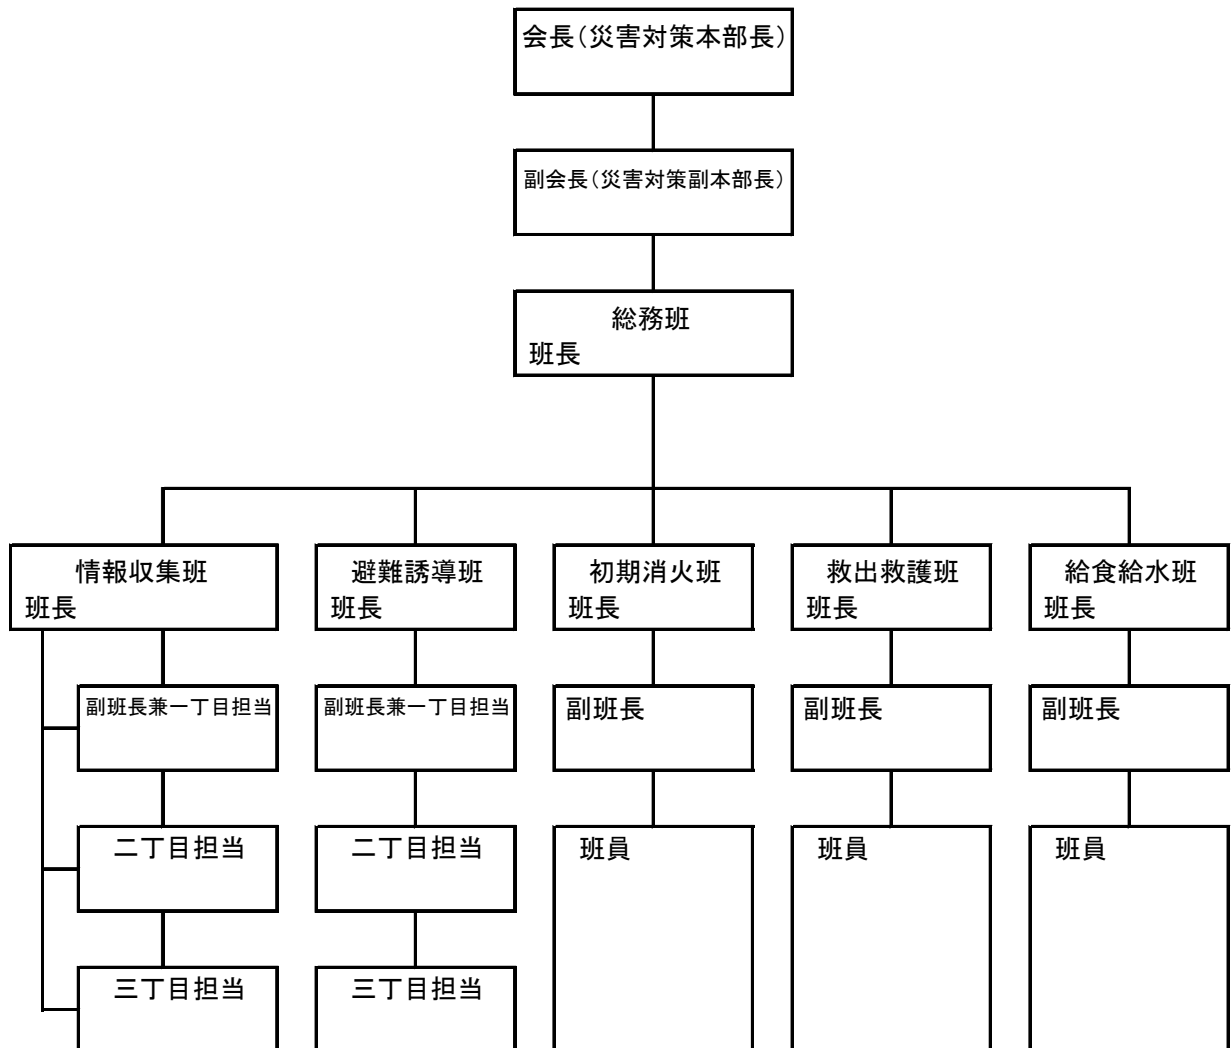 会長（災害対策本部長）
副会長（災害対策副本部長）
総務班
班長
情報収集班
班長
避難誘導班
班長
初期消火班
班長
救出救護班
班長
給食給水班
班長
副班長兼一丁目担当
副班長兼一丁目担当
副班長
副班長
副班長
二丁目担当
二丁目担当
班員
班員
班員
三丁目担当
三丁目担当